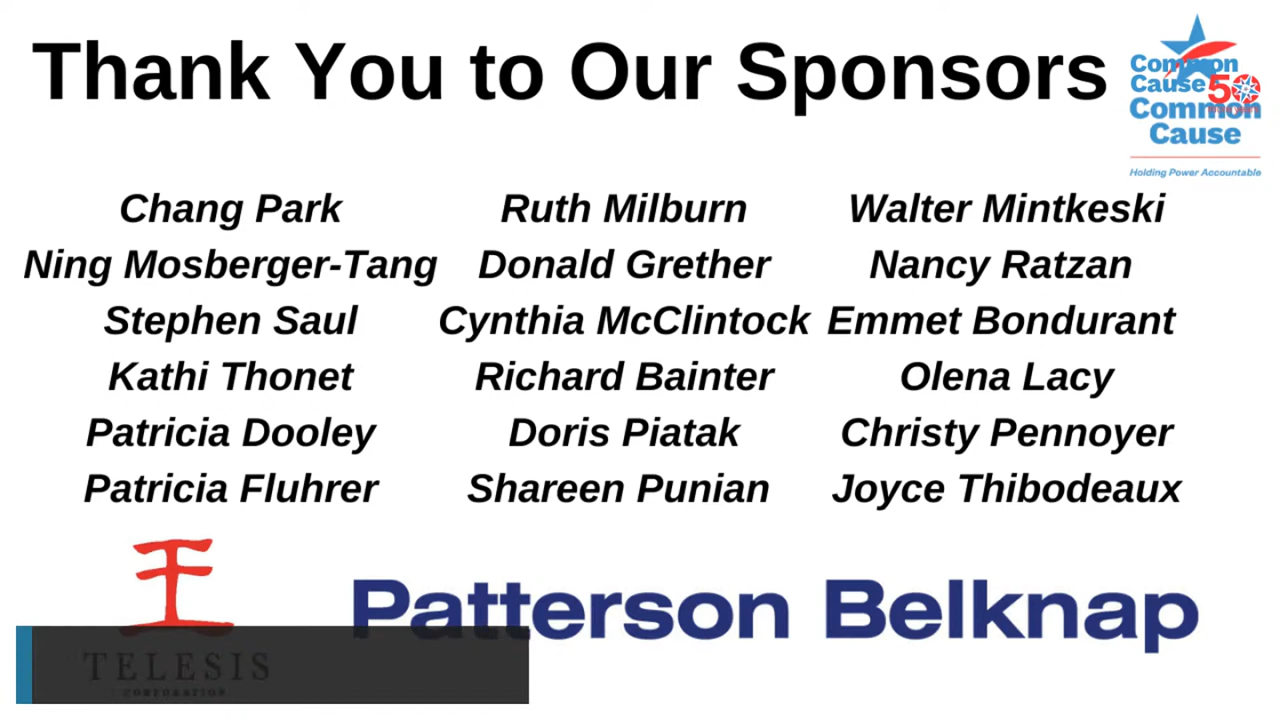 Thank You to Our Sponsors
Common
Cause 50
Common
Cause
Holding Power Accountable
Chang Park Ruth Milburn Walter Mintkeski
Ning Mosberger-Tang Donald Grether Nancy Ratzan
Stephen Saul Cynthia McClintock Emmet Bondurant
Kathi Thonet Richard Bainter Olena Lacy
Patricia Dooley Doris Piatak Christy Pennoyer
Patricia Fluhrer Shareen Punian Joyce Thibodeaux
Patterson Belknap
TELESIS
CORPORATION